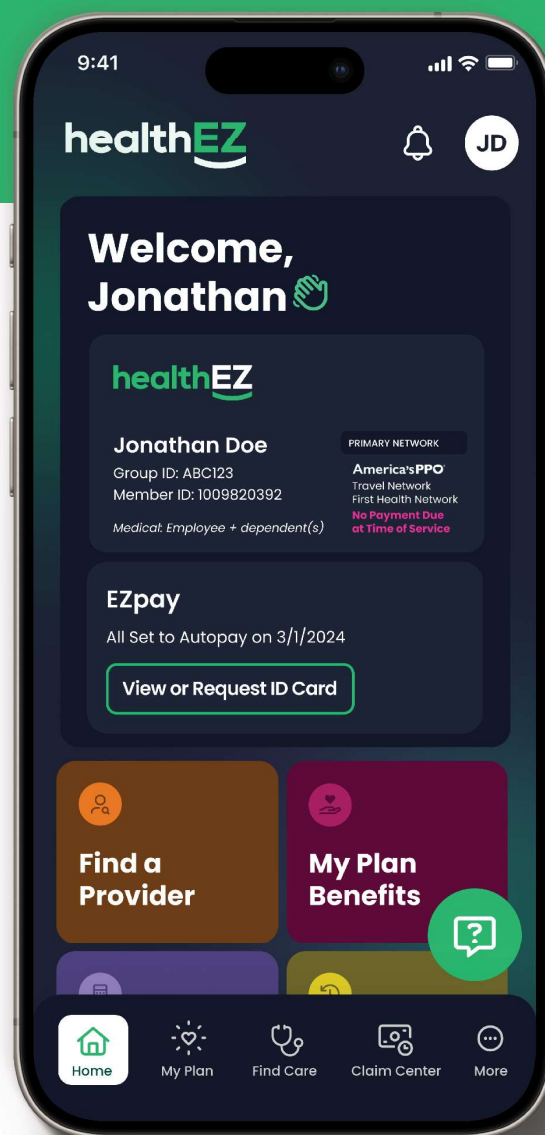 9:41
healthEZ
JD
Welcome,
Jonathan
healthEZ
Jonathan Doe
Group ID: ABC123
Member ID: 1009820392
Medical: Employee + dependent(s)
PRIMARY NETWORK
America'sPPO
Travel Network
First Health Network
No Payment Due
at Time of Service
EZpay
All Set to Autopay on 3/1/2024
View or Request ID Card
Find a
Provider
My Plan
Benefits
?
Home
My Plan
Find Care
Claim Center
More